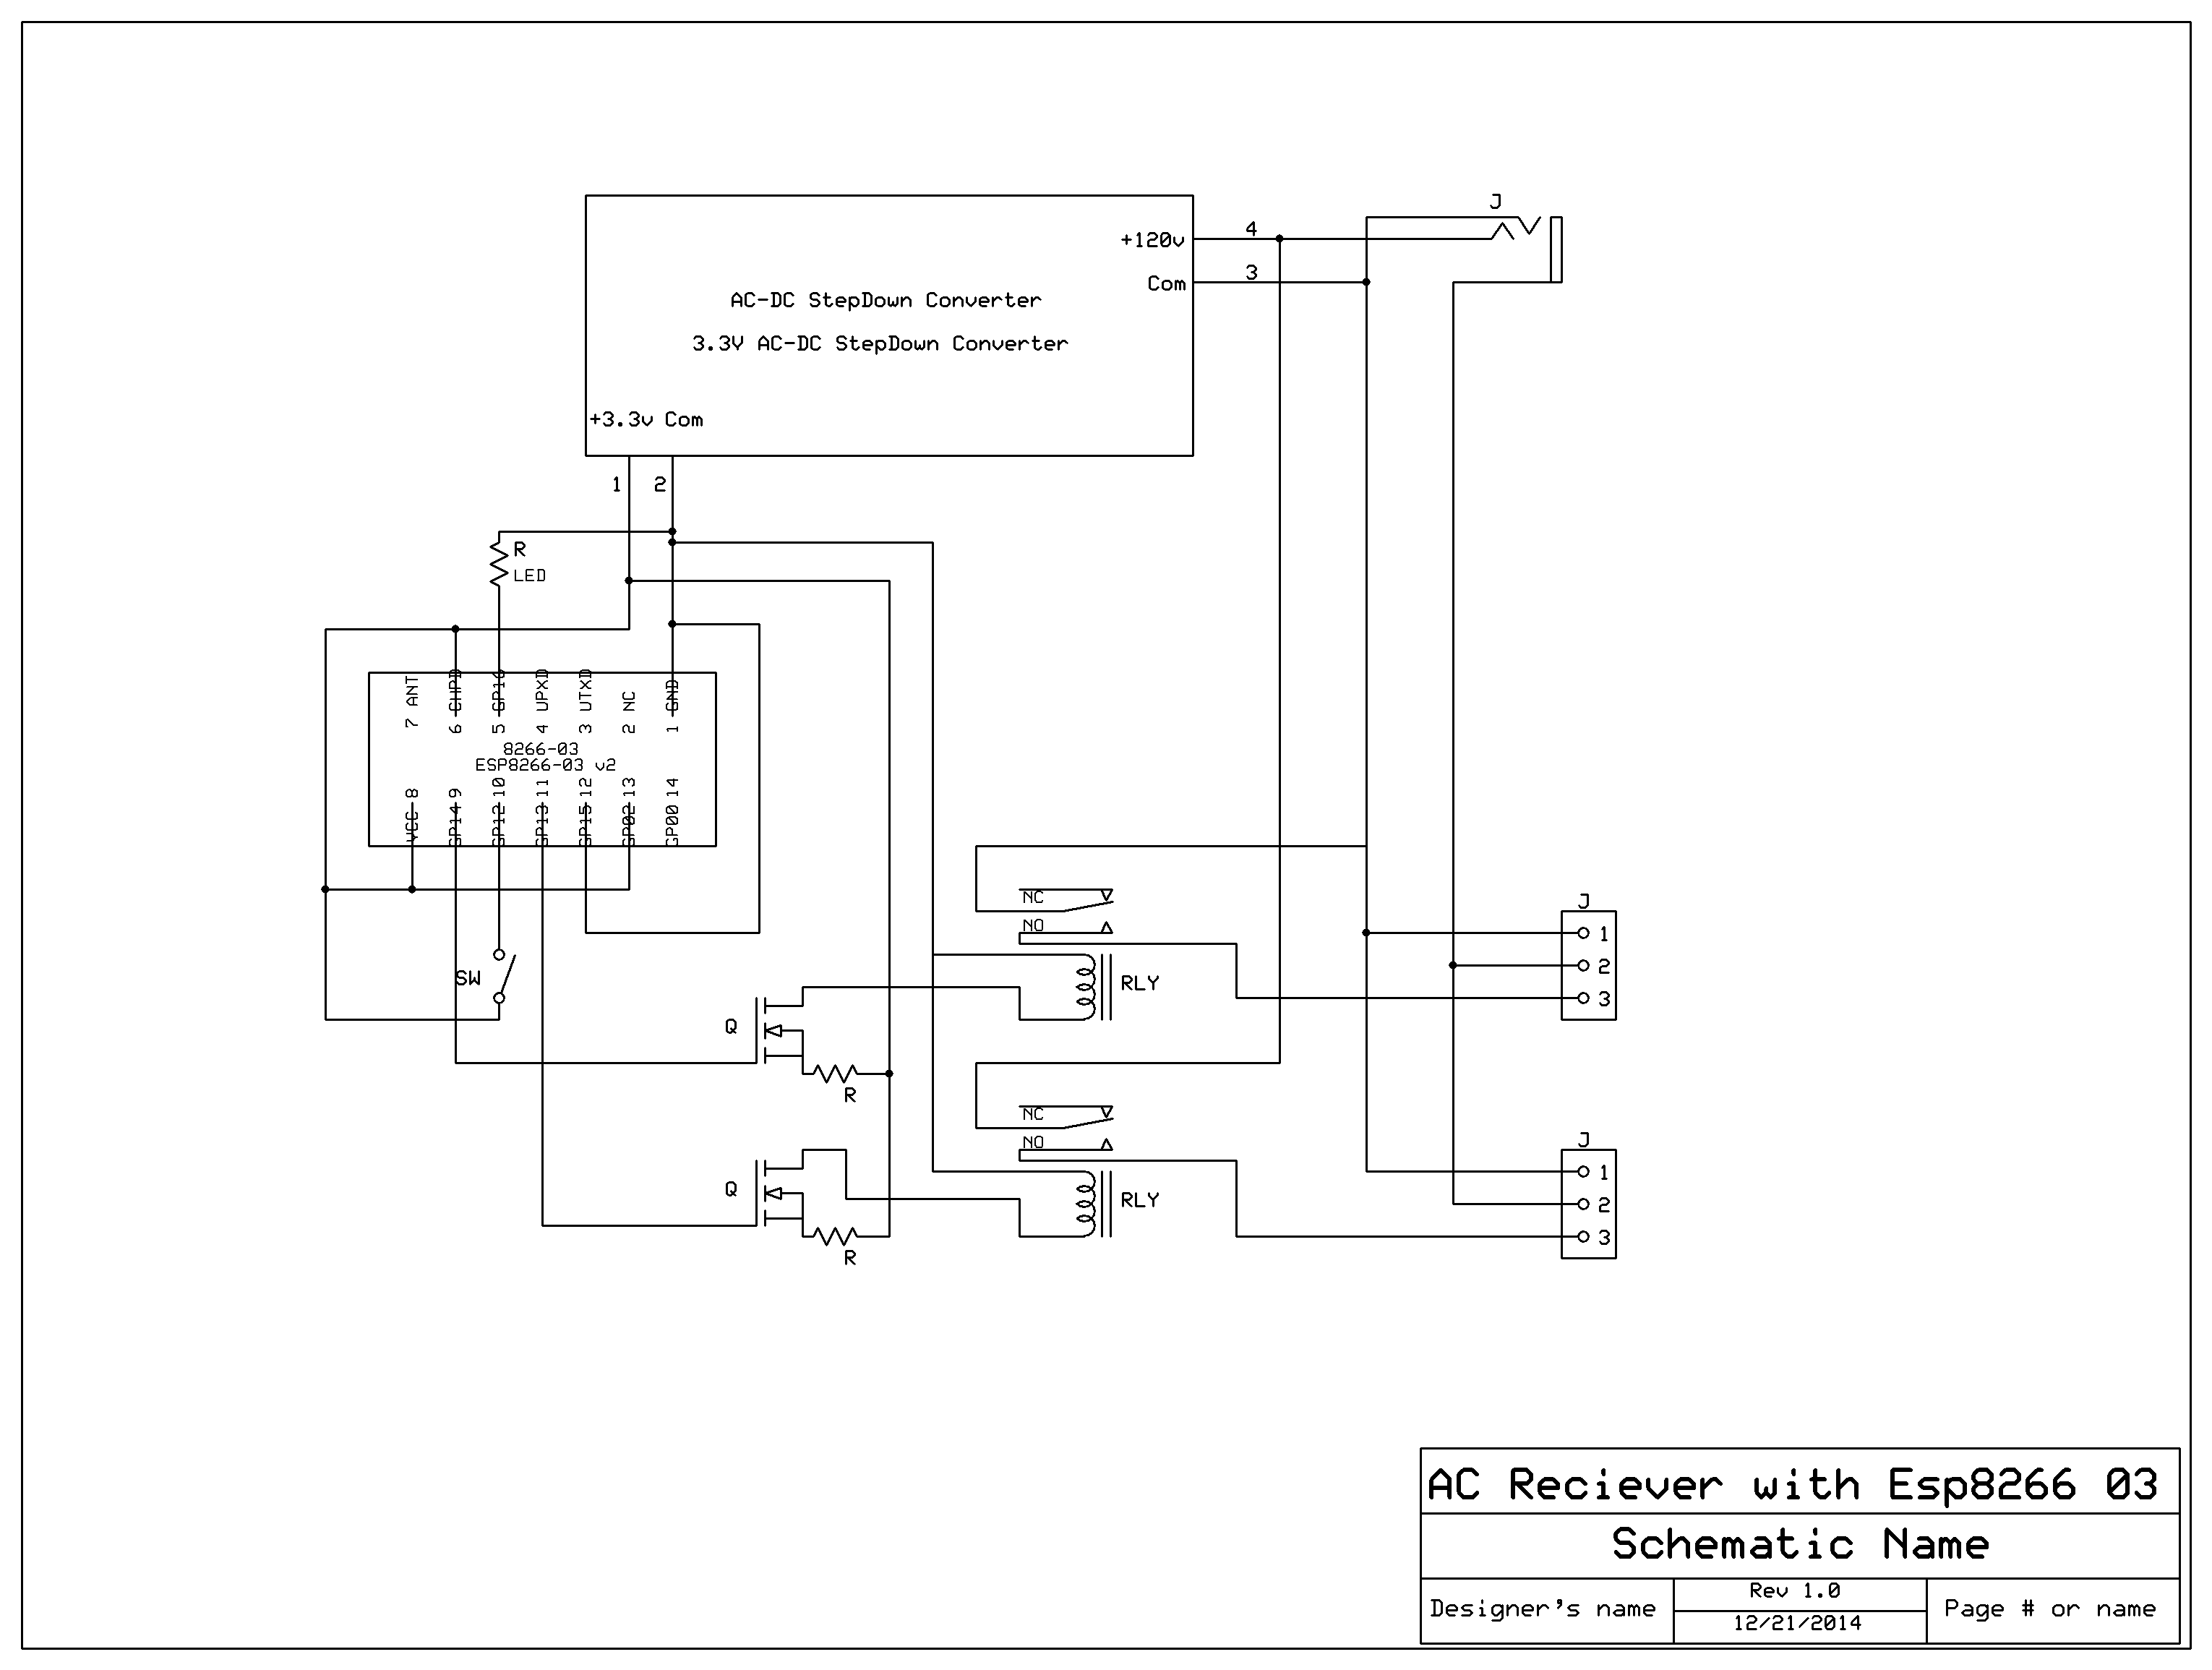 J
+120v
4
Com
3
AC-DC StepDown Converter
3.3V AC-DC StepDown Converter
+3.3v Com
1
2
R
LED
7 ANT
6 CHPD
5 GP16
4 UPXD
3 UTXD
2 NC
1 GND
8266-03
ESP8266-03 v2
VCC 8
GP14 9
GP12 10
GP13 11
GP15 12
GP02 13
GP00 14
SW
NC
NO
RLY
Q
R
J
1
2
3
NC
NO
RLY
Q
R
J
1
2
3
AC Reciever with Esp8266 03
Schematic Name
Designer's name
Rev 1.0
12/21/2014
Page # or name